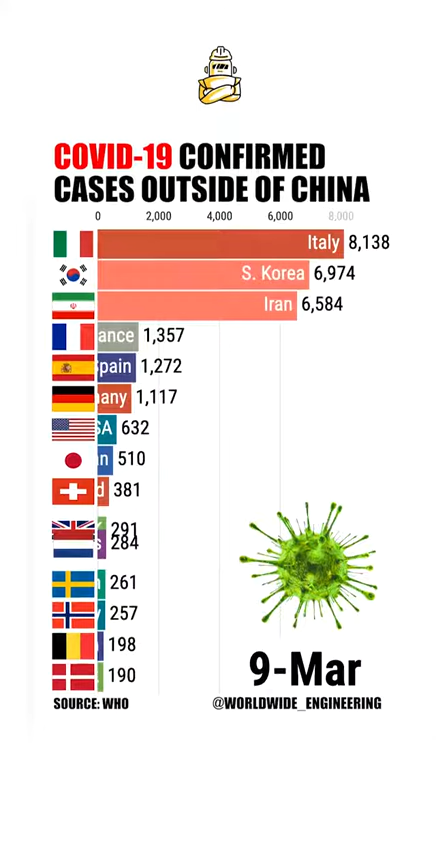 COVID-19 CONFIRMED
CASES OUTSIDE OF CHINA
0 2,000 4,000 6,000 8,000
Italy 8,138
S. Korea 6,974
Iran 6,584
ance 1,357
Spain 1,272
many 1,117
SA 632
an 510
d 381
291
s 284
261
y 257
198
190
9-Mar
SOURCE: WHO @WORLDWIDE_ENGINEERING